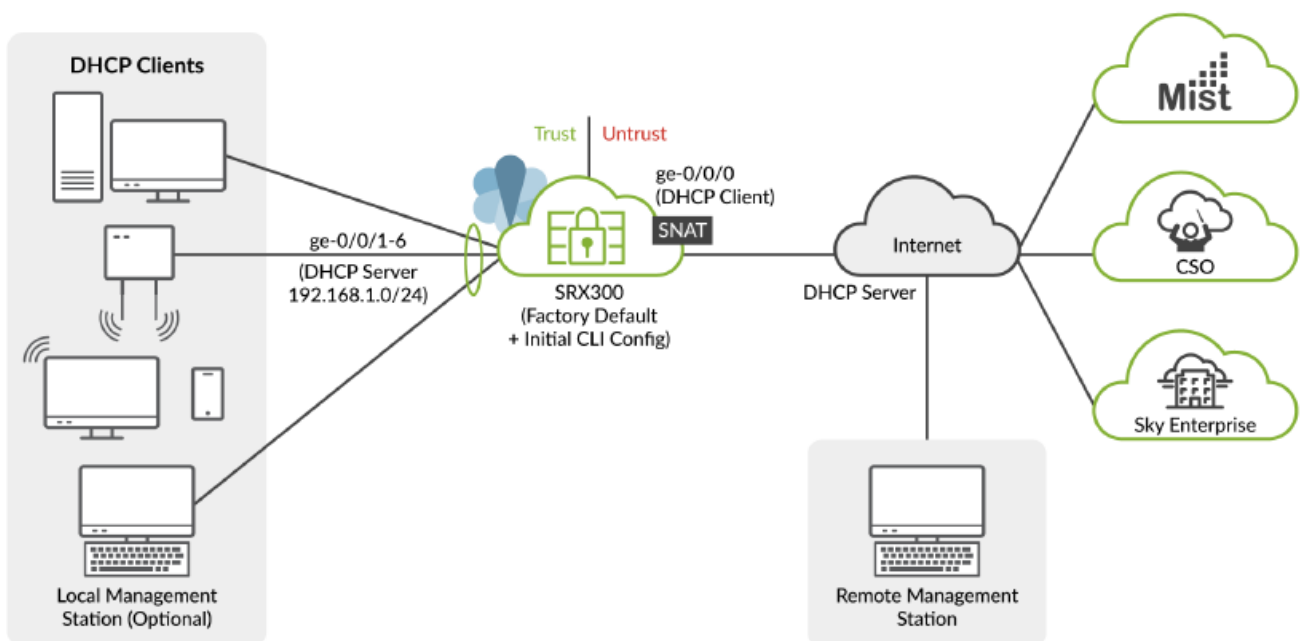 DHCP Clients
Trust
Untrust
ge-0/0/0
(DHCP Client)
SNAT
ge-0/0/1-6
(DHCP Server
192.168.1.0/24)
SRX300
(Factory Default
+ Initial CLI Config)
Internet
DHCP Server
Mist
CSO
Sky Enterprise
Local Management
Station (Optional)
Remote Management
Station